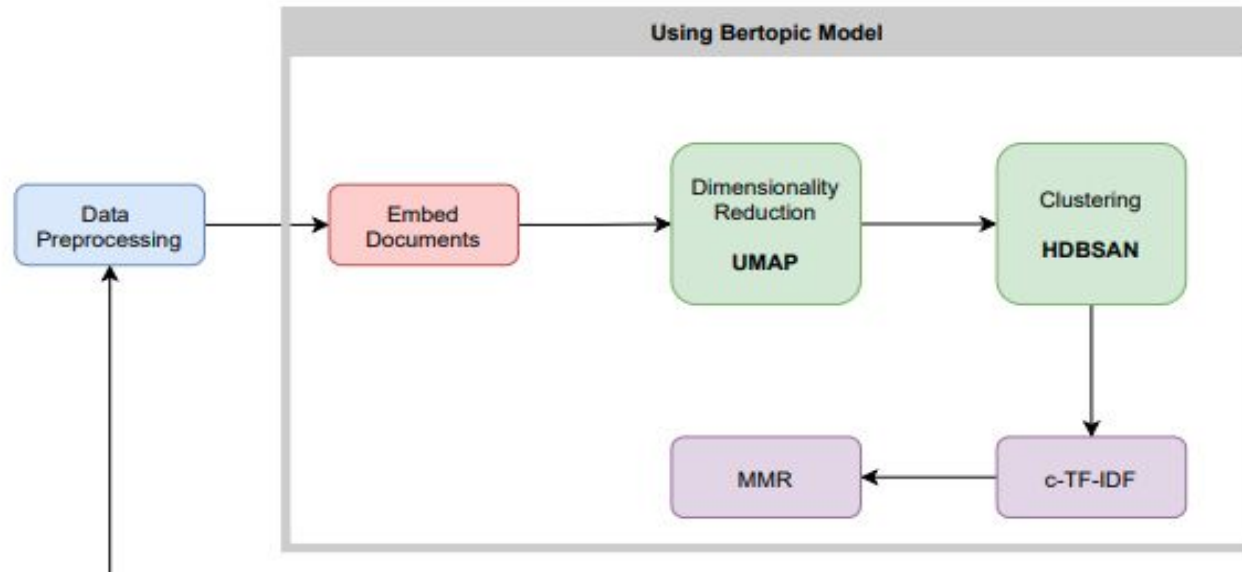 Using Bertopic Model
Data
Preprocessing
Embed
Documents
Dimensionality
Reduction
UMAP
Clustering
HDBSAN
MMR
c-TF-IDF